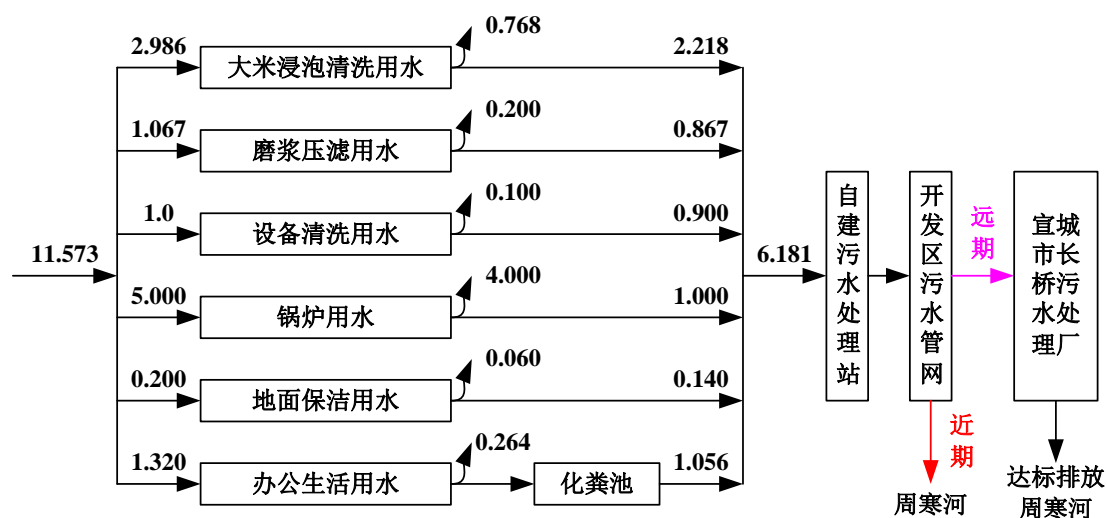 0.768
2.986
大米浸泡清洗用水
2.218
0.200
1.067
磨浆压滤用水
0.867
0.100
1.0
设备清洗用水
0.900
11.573
4.000
5.000
锅炉用水
1.000
6.181
0.060
0.200
地面保洁用水
0.140
0.264
1.320
办公生活用水
化粪池
1.056
自建污水处理站
开发区污水管网
远期
宣城
市长
桥污
水处
理厂
近期
周寒河
达标排放
周寒河